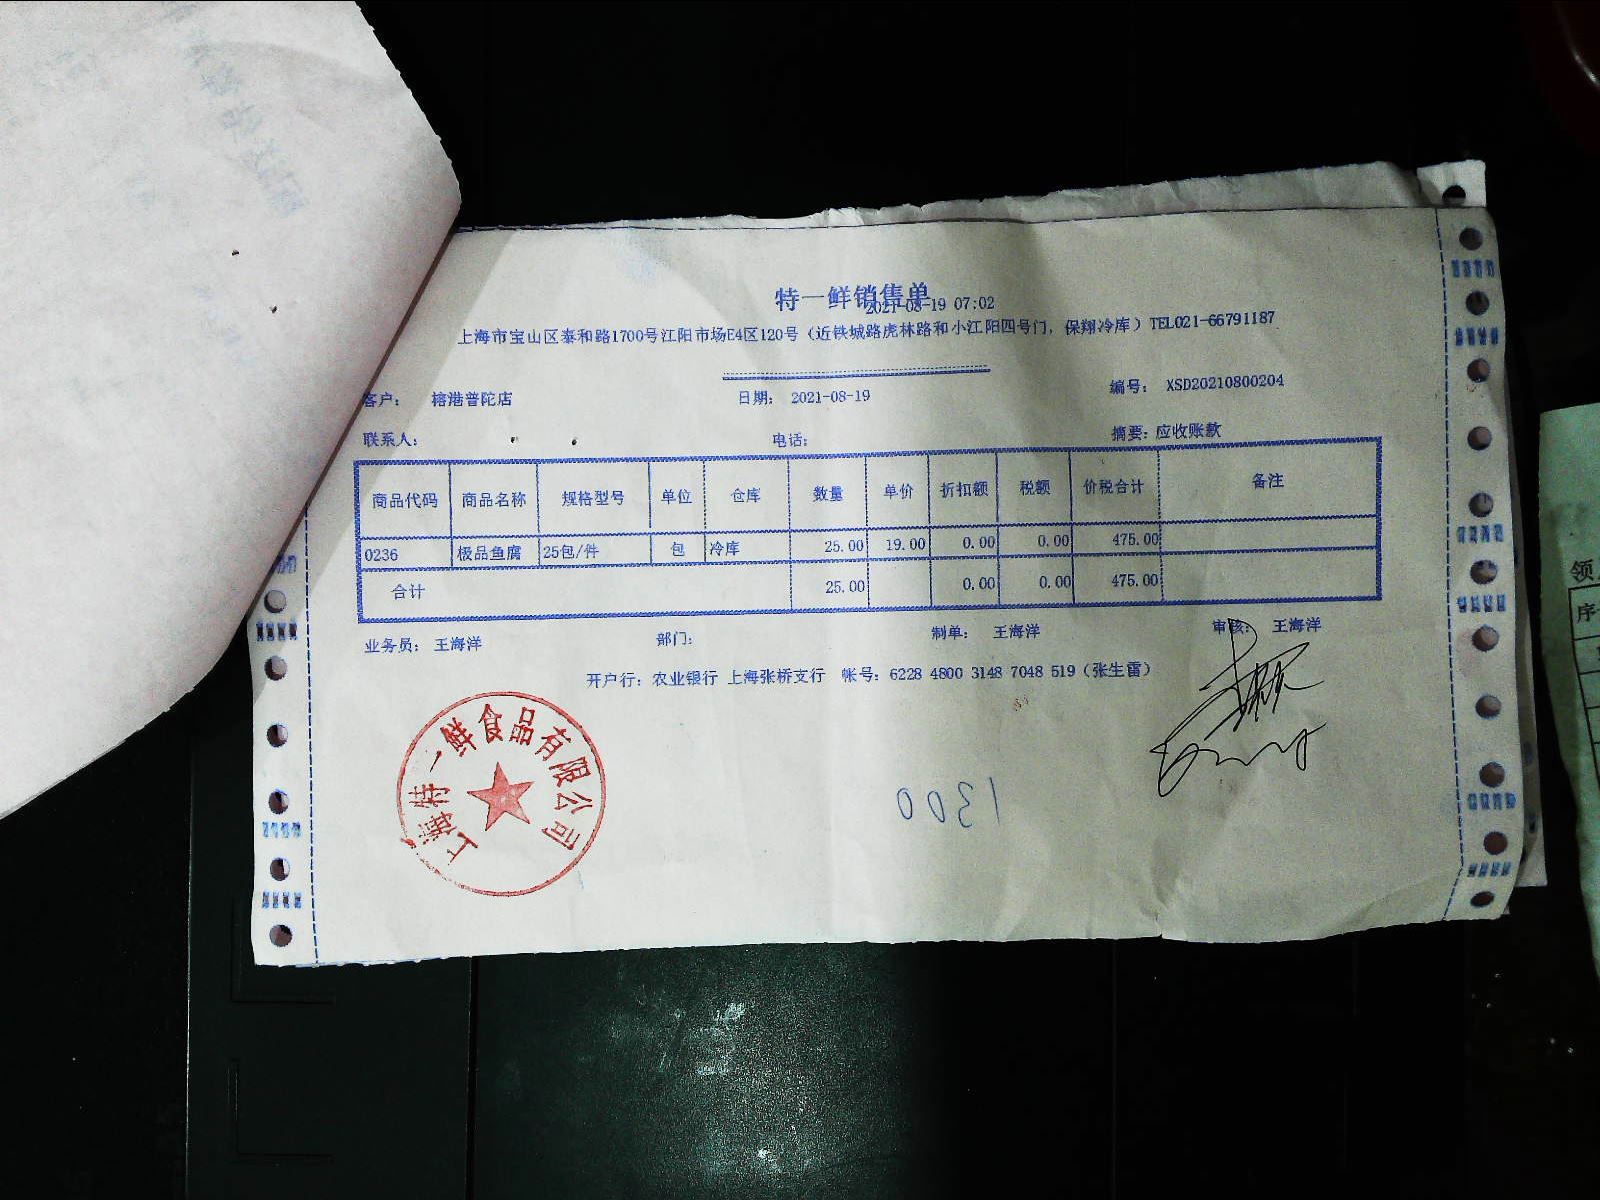 特一鲜销售单
2021-08-19 07:02
上海市宝山区泰和路1700号江阳市场E4区120号（近铁城路虎林路和小江阳四号门，保翔冷库）TEL021-66791187
客户： 榕港普陀店 日期： 2021-08-19 编号： XSD20210800204
联系人： 电话： 摘要：应收账款
商品代码 商品名称 规格型号 单位 仓库 数量 单价 折扣额 税额 价税合计 备注
0236 极品鱼腐 25包/件 包 冷库 25.00 19.00 0.00 0.00 475.00
合计 25.00 0.00 0.00 475.00
业务员： 王海洋 部门： 制单： 王海洋 审核： 王海洋
开户行：农业银行 上海张桥支行 帐号：6228 4800 3148 7048 519（张生雷）
上海特一鲜食品有限公司
1300
领
序